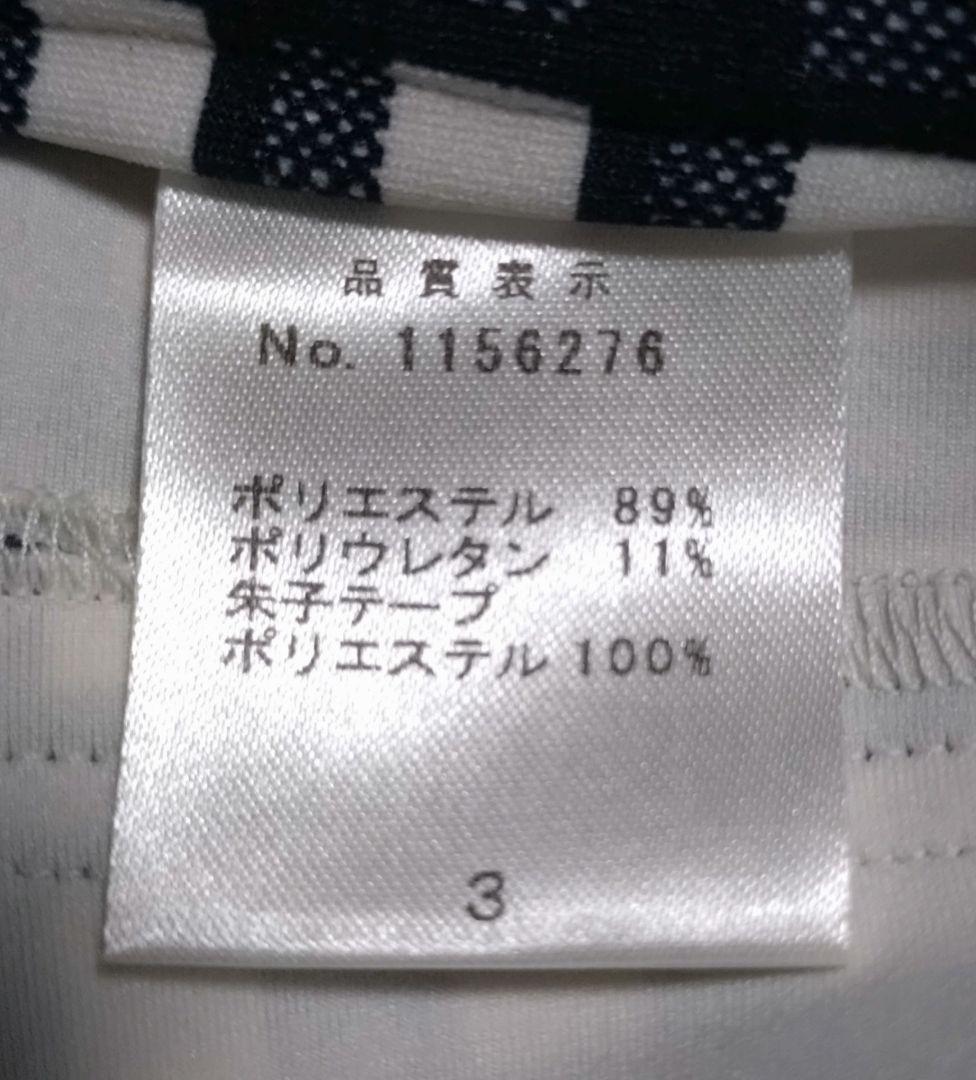 品質表示
No. 1156276
ポリエステル 89%
ポリウレタン 11%
朱子テープ
ポリエステル 100%
3